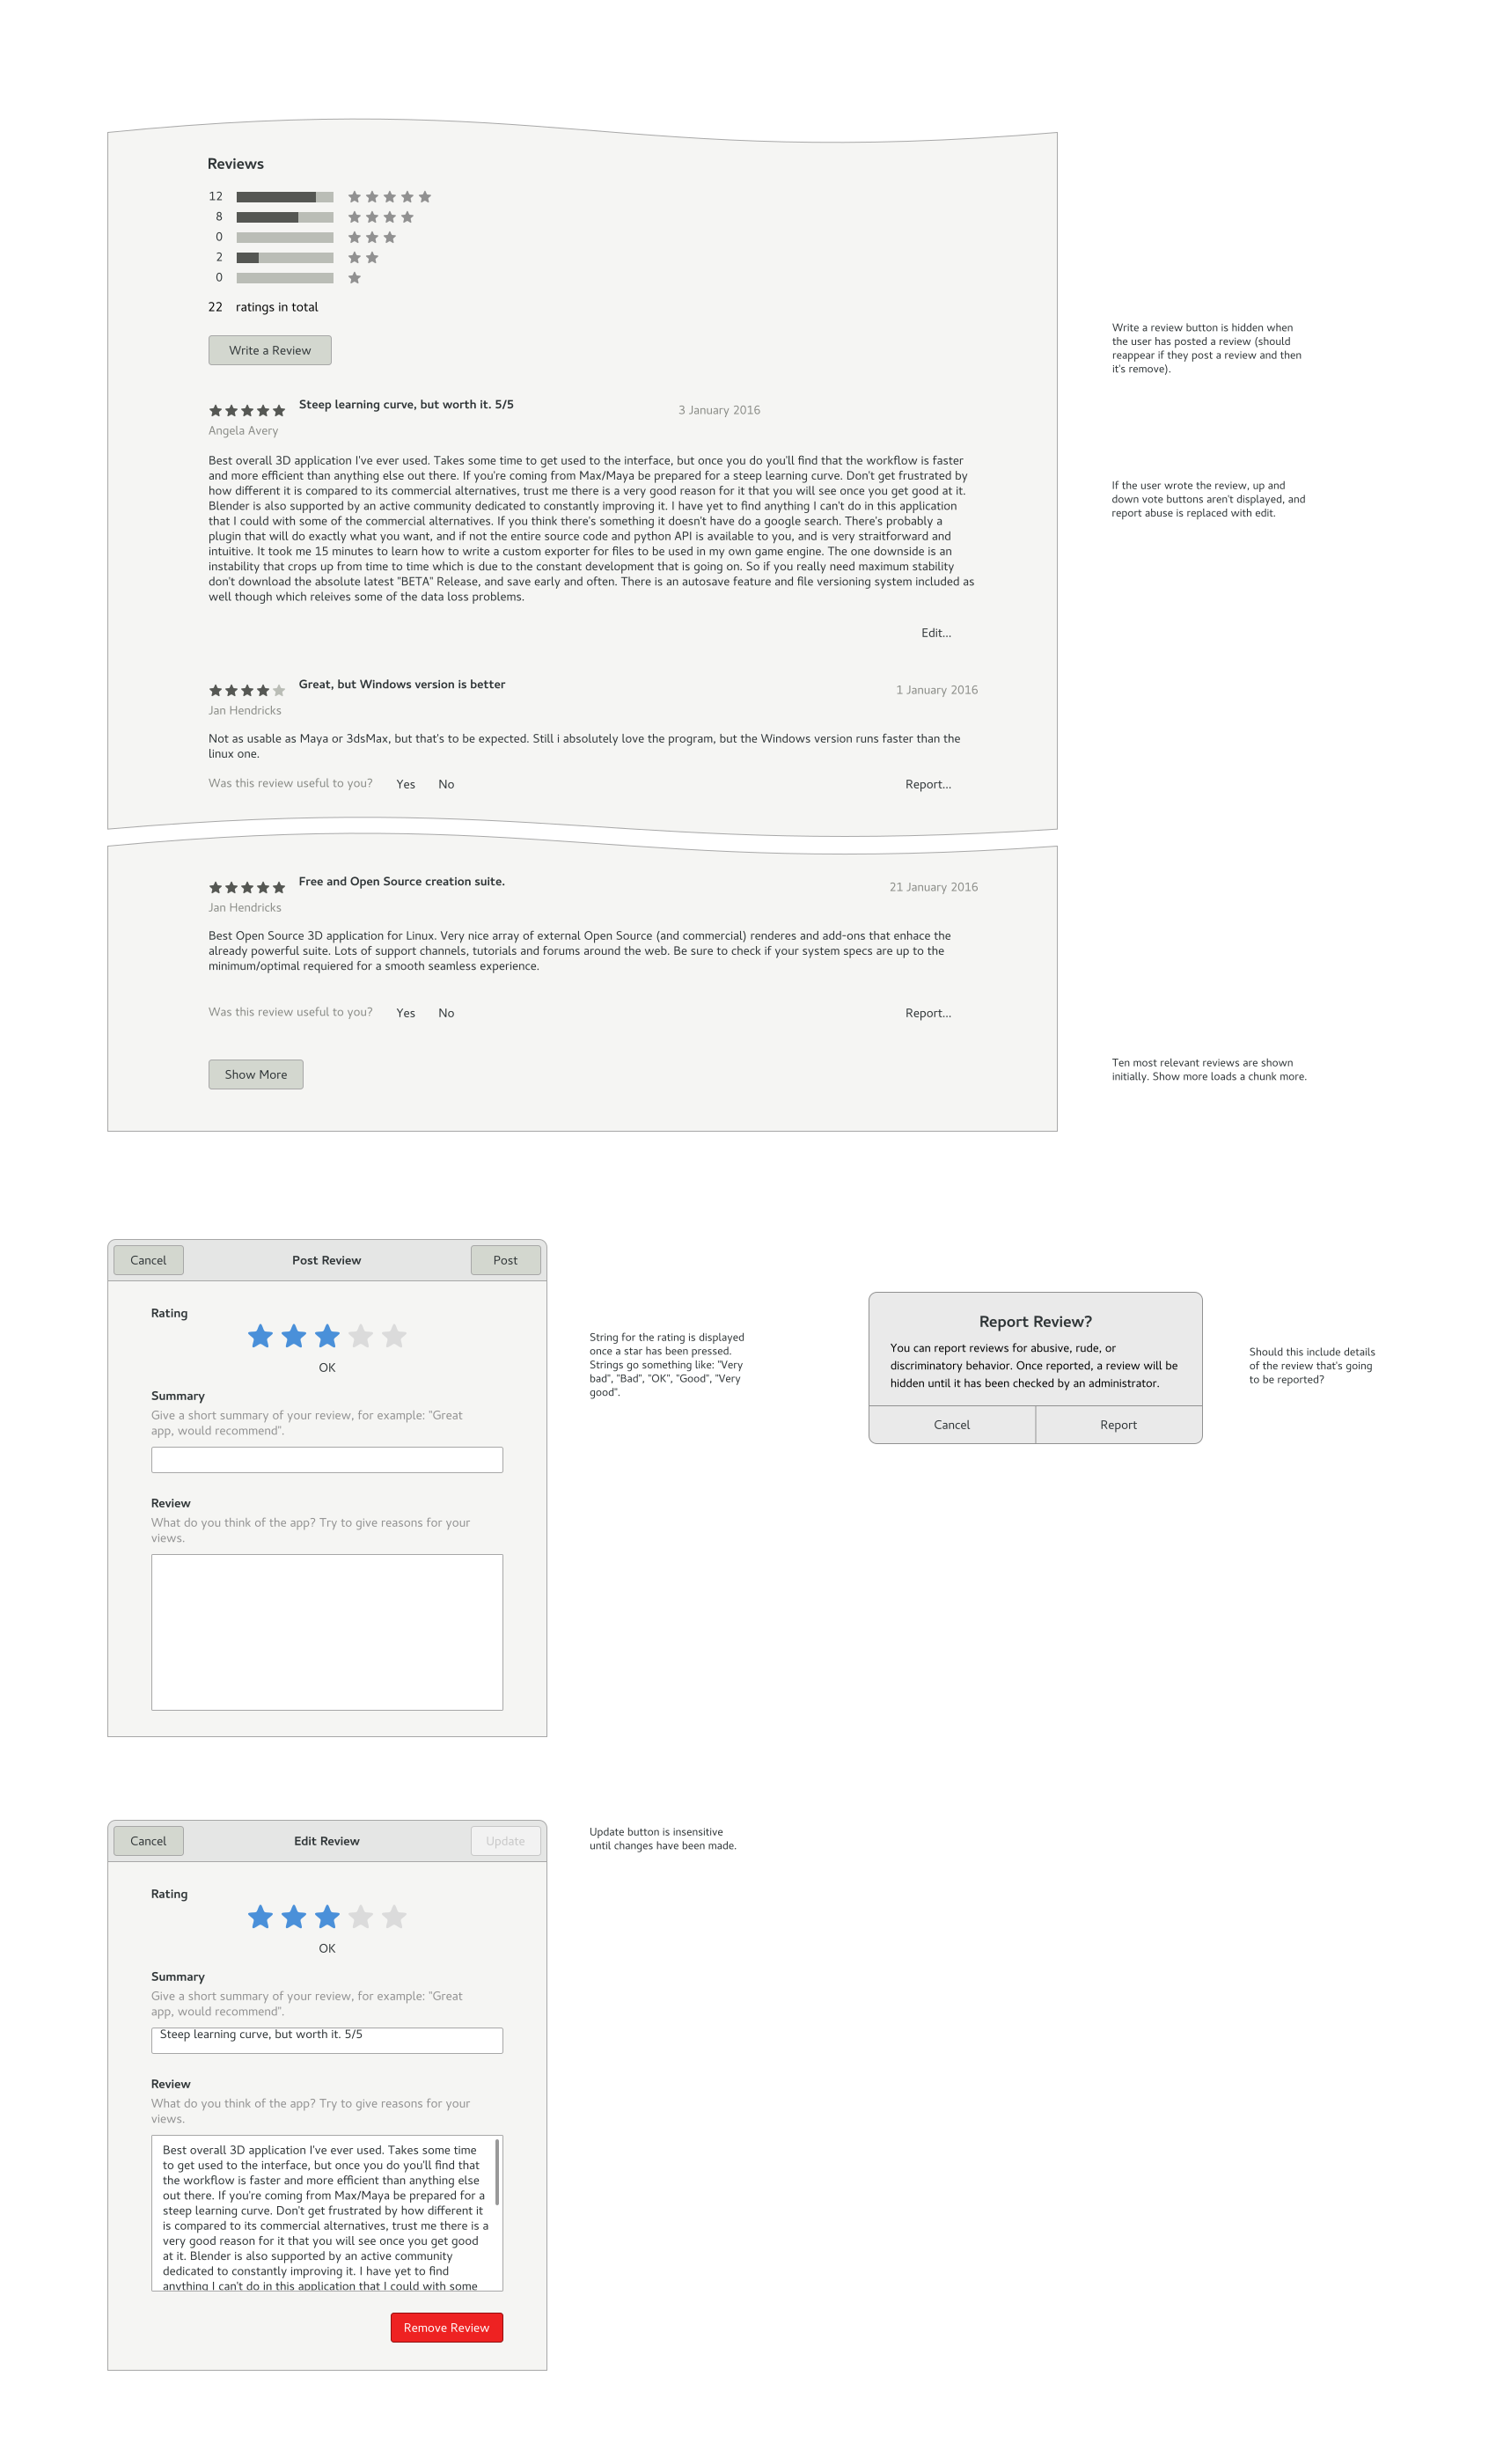 Reviews
12
8
0
2
0
22 ratings in total
Write a Review
Write a review button is hidden when
the user has posted a review (should
reappear if they post a review and then
it's remove).
Steep learning curve, but worth it. 5/5
3 January 2016
Angela Avery
Best overall 3D application I've ever used. Takes some time to get used to the interface, but once you do you'll find that the workflow is faster
and more efficient than anything else out there. If you're coming from Max/Maya be prepared for a steep learning curve. Don't get frustrated by
how different it is compared to its commercial alternatives, trust me there is a very good reason for it that you will see once you get good at it.
Blender is also supported by an active community dedicated to constantly improving it. I have yet to find anything I can't do in this application
that I could with some of the commercial alternatives. If you think there's something it doesn't have do a google search. There's probably a
plugin that will do exactly what you want, and if not the entire source code and python API is available to you, and is very straitforward and
intuitive. It took me 15 minutes to learn how to write a custom exporter for files to be used in my own game engine. The one downside is an
instability that crops up from time to time which is due to the constant development that is going on. So if you really need maximum stability
don't download the absolute latest "BETA" Release, and save early and often. There is an autosave feature and file versioning system included as
well though which releives some of the data loss problems.
If the user wrote the review, up and
down vote buttons aren't displayed, and
report abuse is replaced with edit.
Edit...
Great, but Windows version is better
1 January 2016
Jan Hendricks
Not as usable as Maya or 3dsMax, but that's to be expected. Still i absolutely love the program, but the Windows version runs faster than the
linux one.
Was this review useful to you? Yes No Report...
Free and Open Source creation suite.
21 January 2016
Jan Hendricks
Best Open Source 3D application for Linux. Very nice array of external Open Source (and commercial) renderes and add-ons that enhace the
already powerful suite. Lots of support channels, tutorials and forums around the web. Be sure to check if your system specs are up to the
minimum/optimal requiered for a smooth seamless experience.
Was this review useful to you? Yes No Report...
Show More
Ten most relevant reviews are shown
initially. Show more loads a chunk more.
Cancel Post Review Post
Rating
OK
Summary
Give a short summary of your review, for example: "Great
app, would recommend".
Review
What do you think of the app? Try to give reasons for your
views.
String for the rating is displayed
once a star has been pressed.
Strings go something like: "Very
bad", "Bad", "OK", "Good", "Very
good".
Report Review?
You can report reviews for abusive, rude, or
discriminatory behavior. Once reported, a review will be
hidden until it has been checked by an administrator.
Cancel Report
Should this include details
of the review that's going
to be reported?
Cancel Edit Review Update
Update button is insensitive
until changes have been made.
Rating
OK
Summary
Give a short summary of your review, for example: "Great
app, would recommend".
Steep learning curve, but worth it. 5/5
Review
What do you think of the app? Try to give reasons for your
views.
Best overall 3D application I've ever used. Takes some time
to get used to the interface, but once you do you'll find that
the workflow is faster and more efficient than anything else
out there. If you're coming from Max/Maya be prepared for a
steep learning curve. Don't get frustrated by how different it
is compared to its commercial alternatives, trust me there is a
very good reason for it that you will see once you get good
at it. Blender is also supported by an active community
dedicated to constantly improving it. I have yet to find
anything I can't do in this application that I could with some
Remove Review